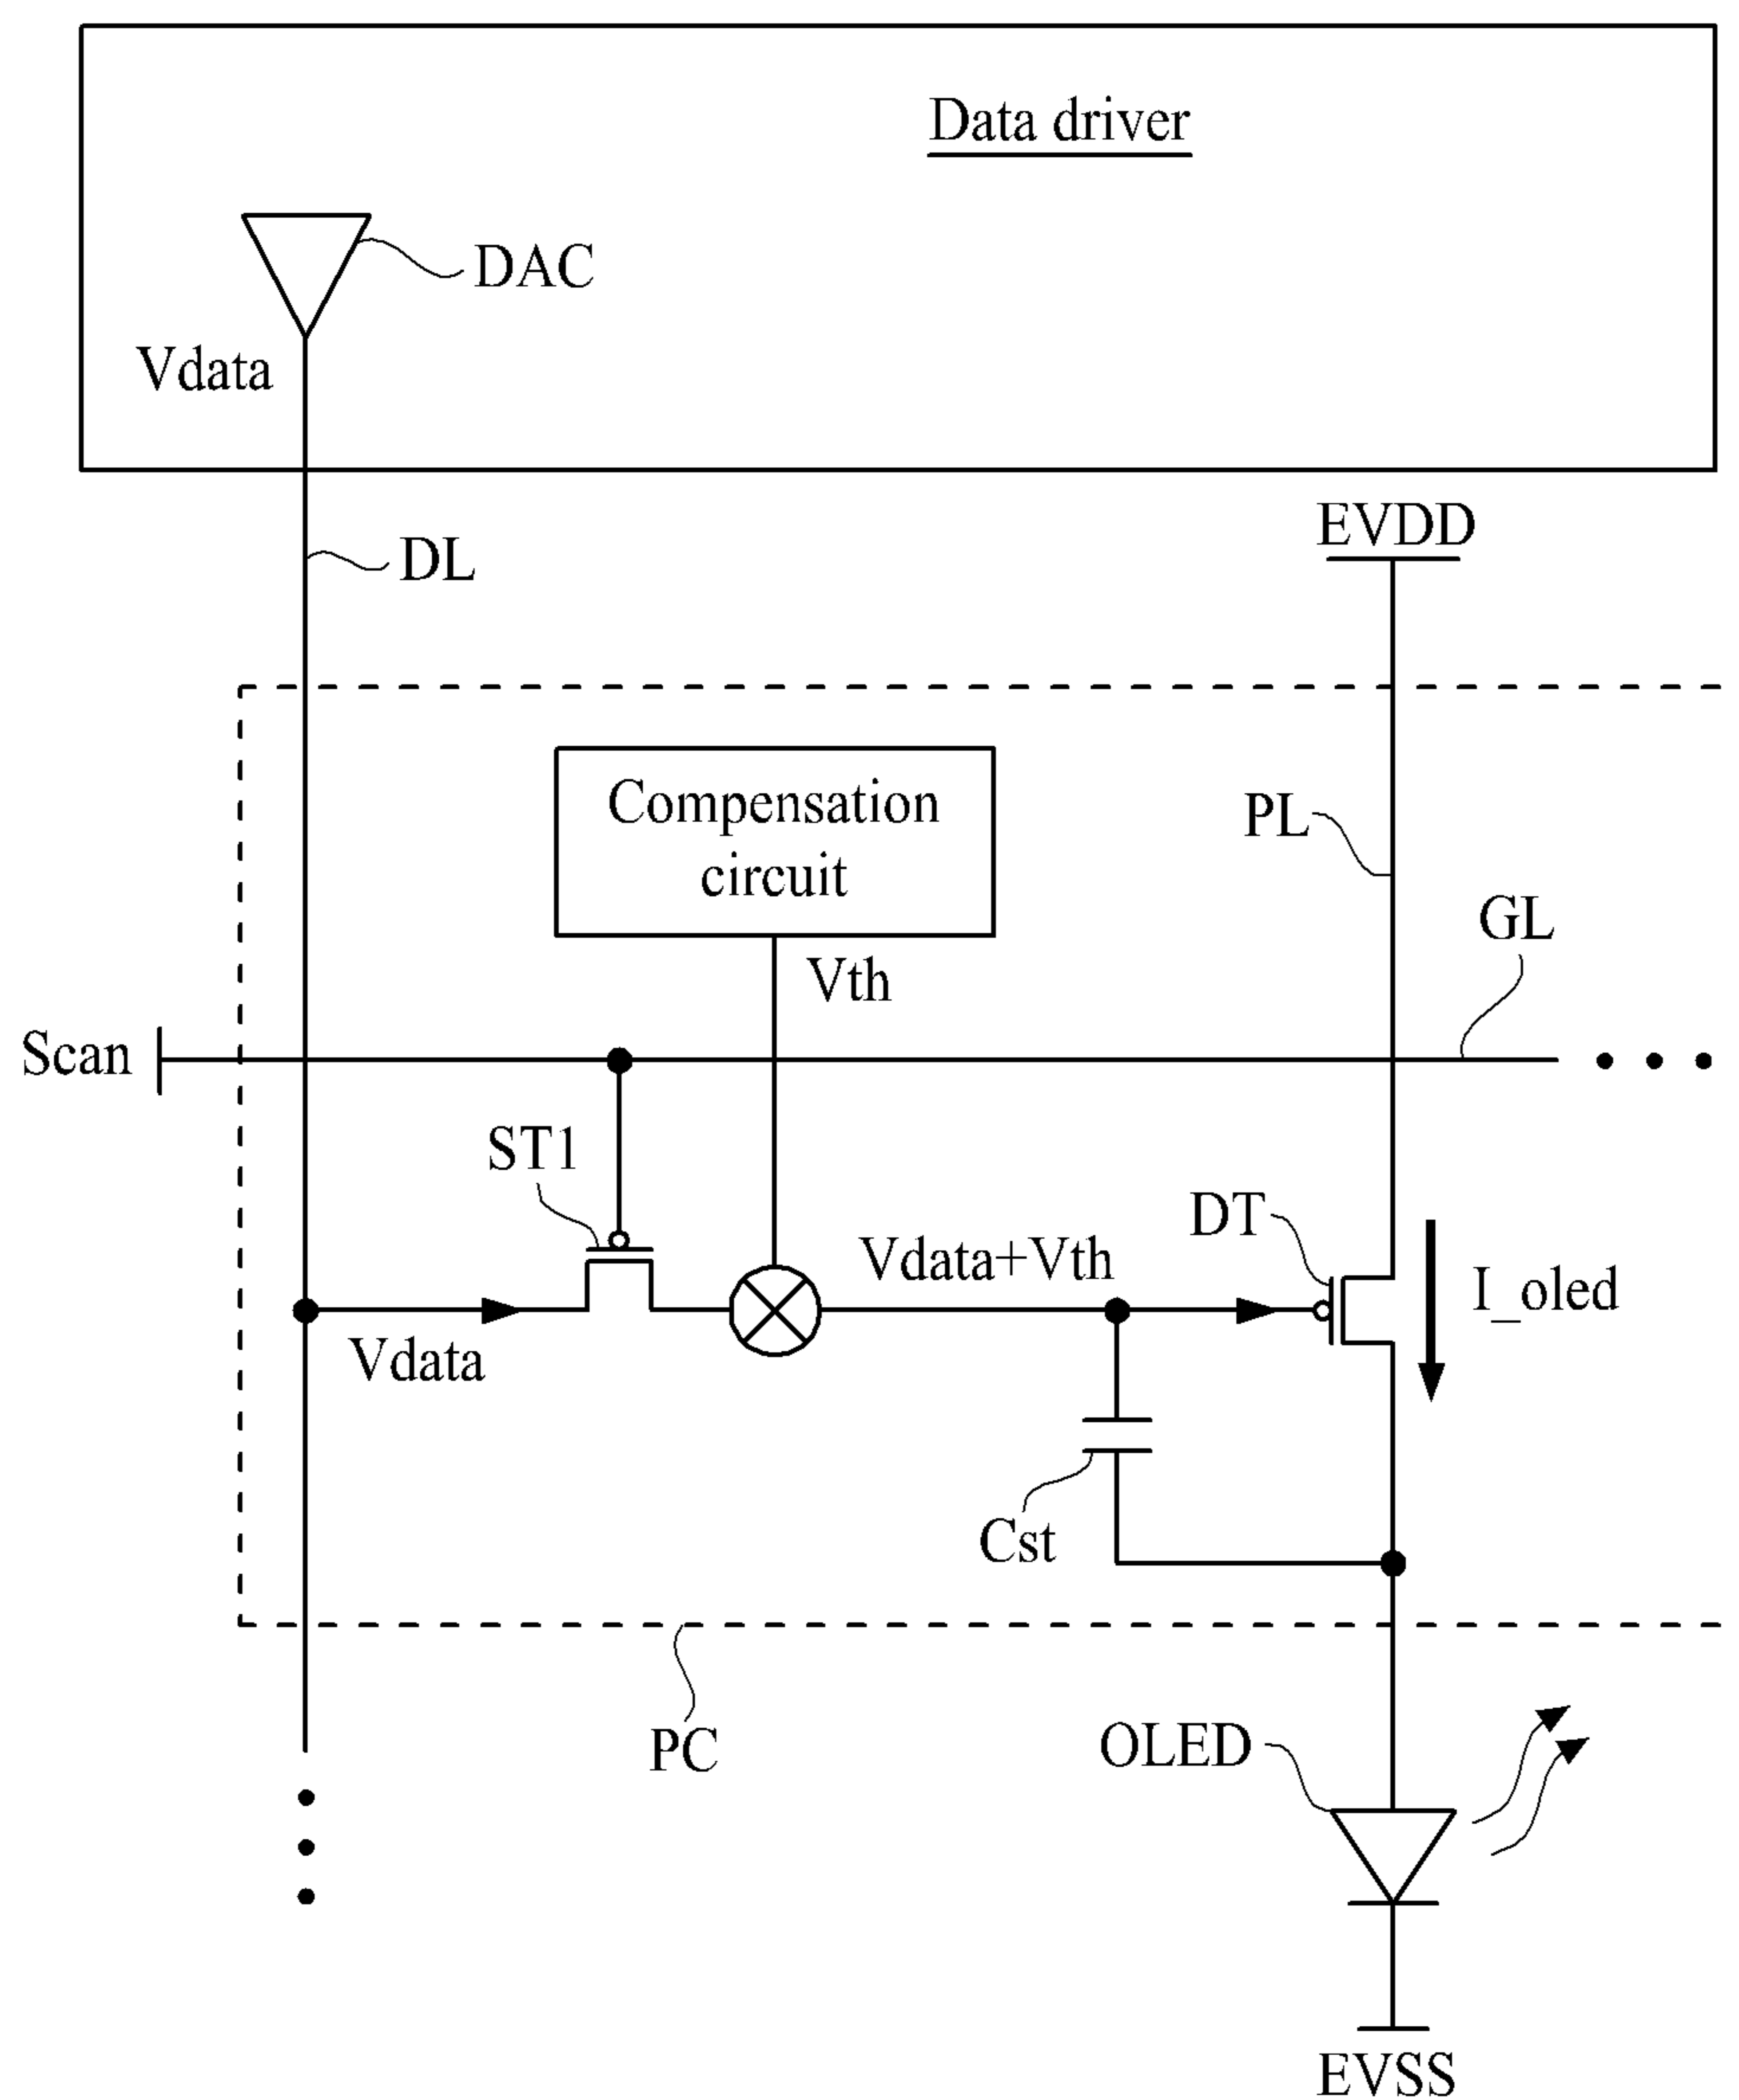 Data driver
DAC
Vdata
EVDD
DL
Compensation
circuit
PL
GL
Vth
Scan
ST1
DT
Vdata+Vth
I_oled
Vdata
Cst
PC
OLED
EVSS